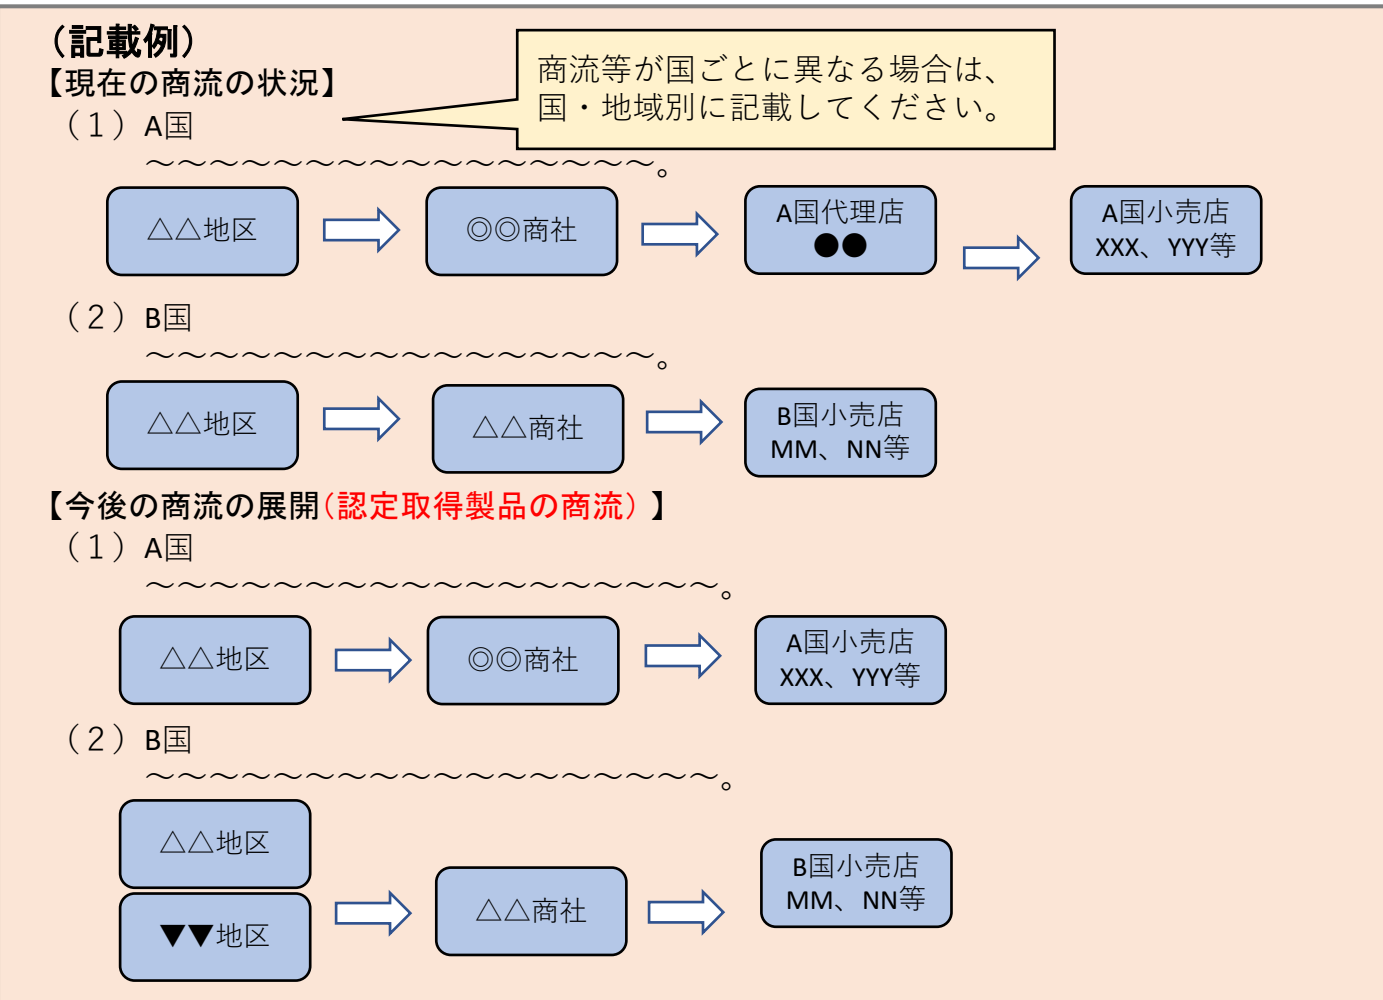 （記載例）
【現在の商流の状況】
商流等が国ごとに異なる場合は、
国・地域別に記載してください。
（１）A国
～～～～～～～～～～～～～～～～。
△△地区
◎◎商社
A国代理店
●●
A国小売店
XXX、YYY等
（２）B国
～～～～～～～～～～～～～～～～。
△△地区
△△商社
B国小売店
MM、NN等
【今後の商流の展開（認定取得製品の商流）】
（１）A国
～～～～～～～～～～～～～～～～～～。
△△地区
◎◎商社
A国小売店
XXX、YYY等
（２）B国
～～～～～～～～～～～～～～～～～～。
△△地区
▼▼地区
△△商社
B国小売店
MM、NN等